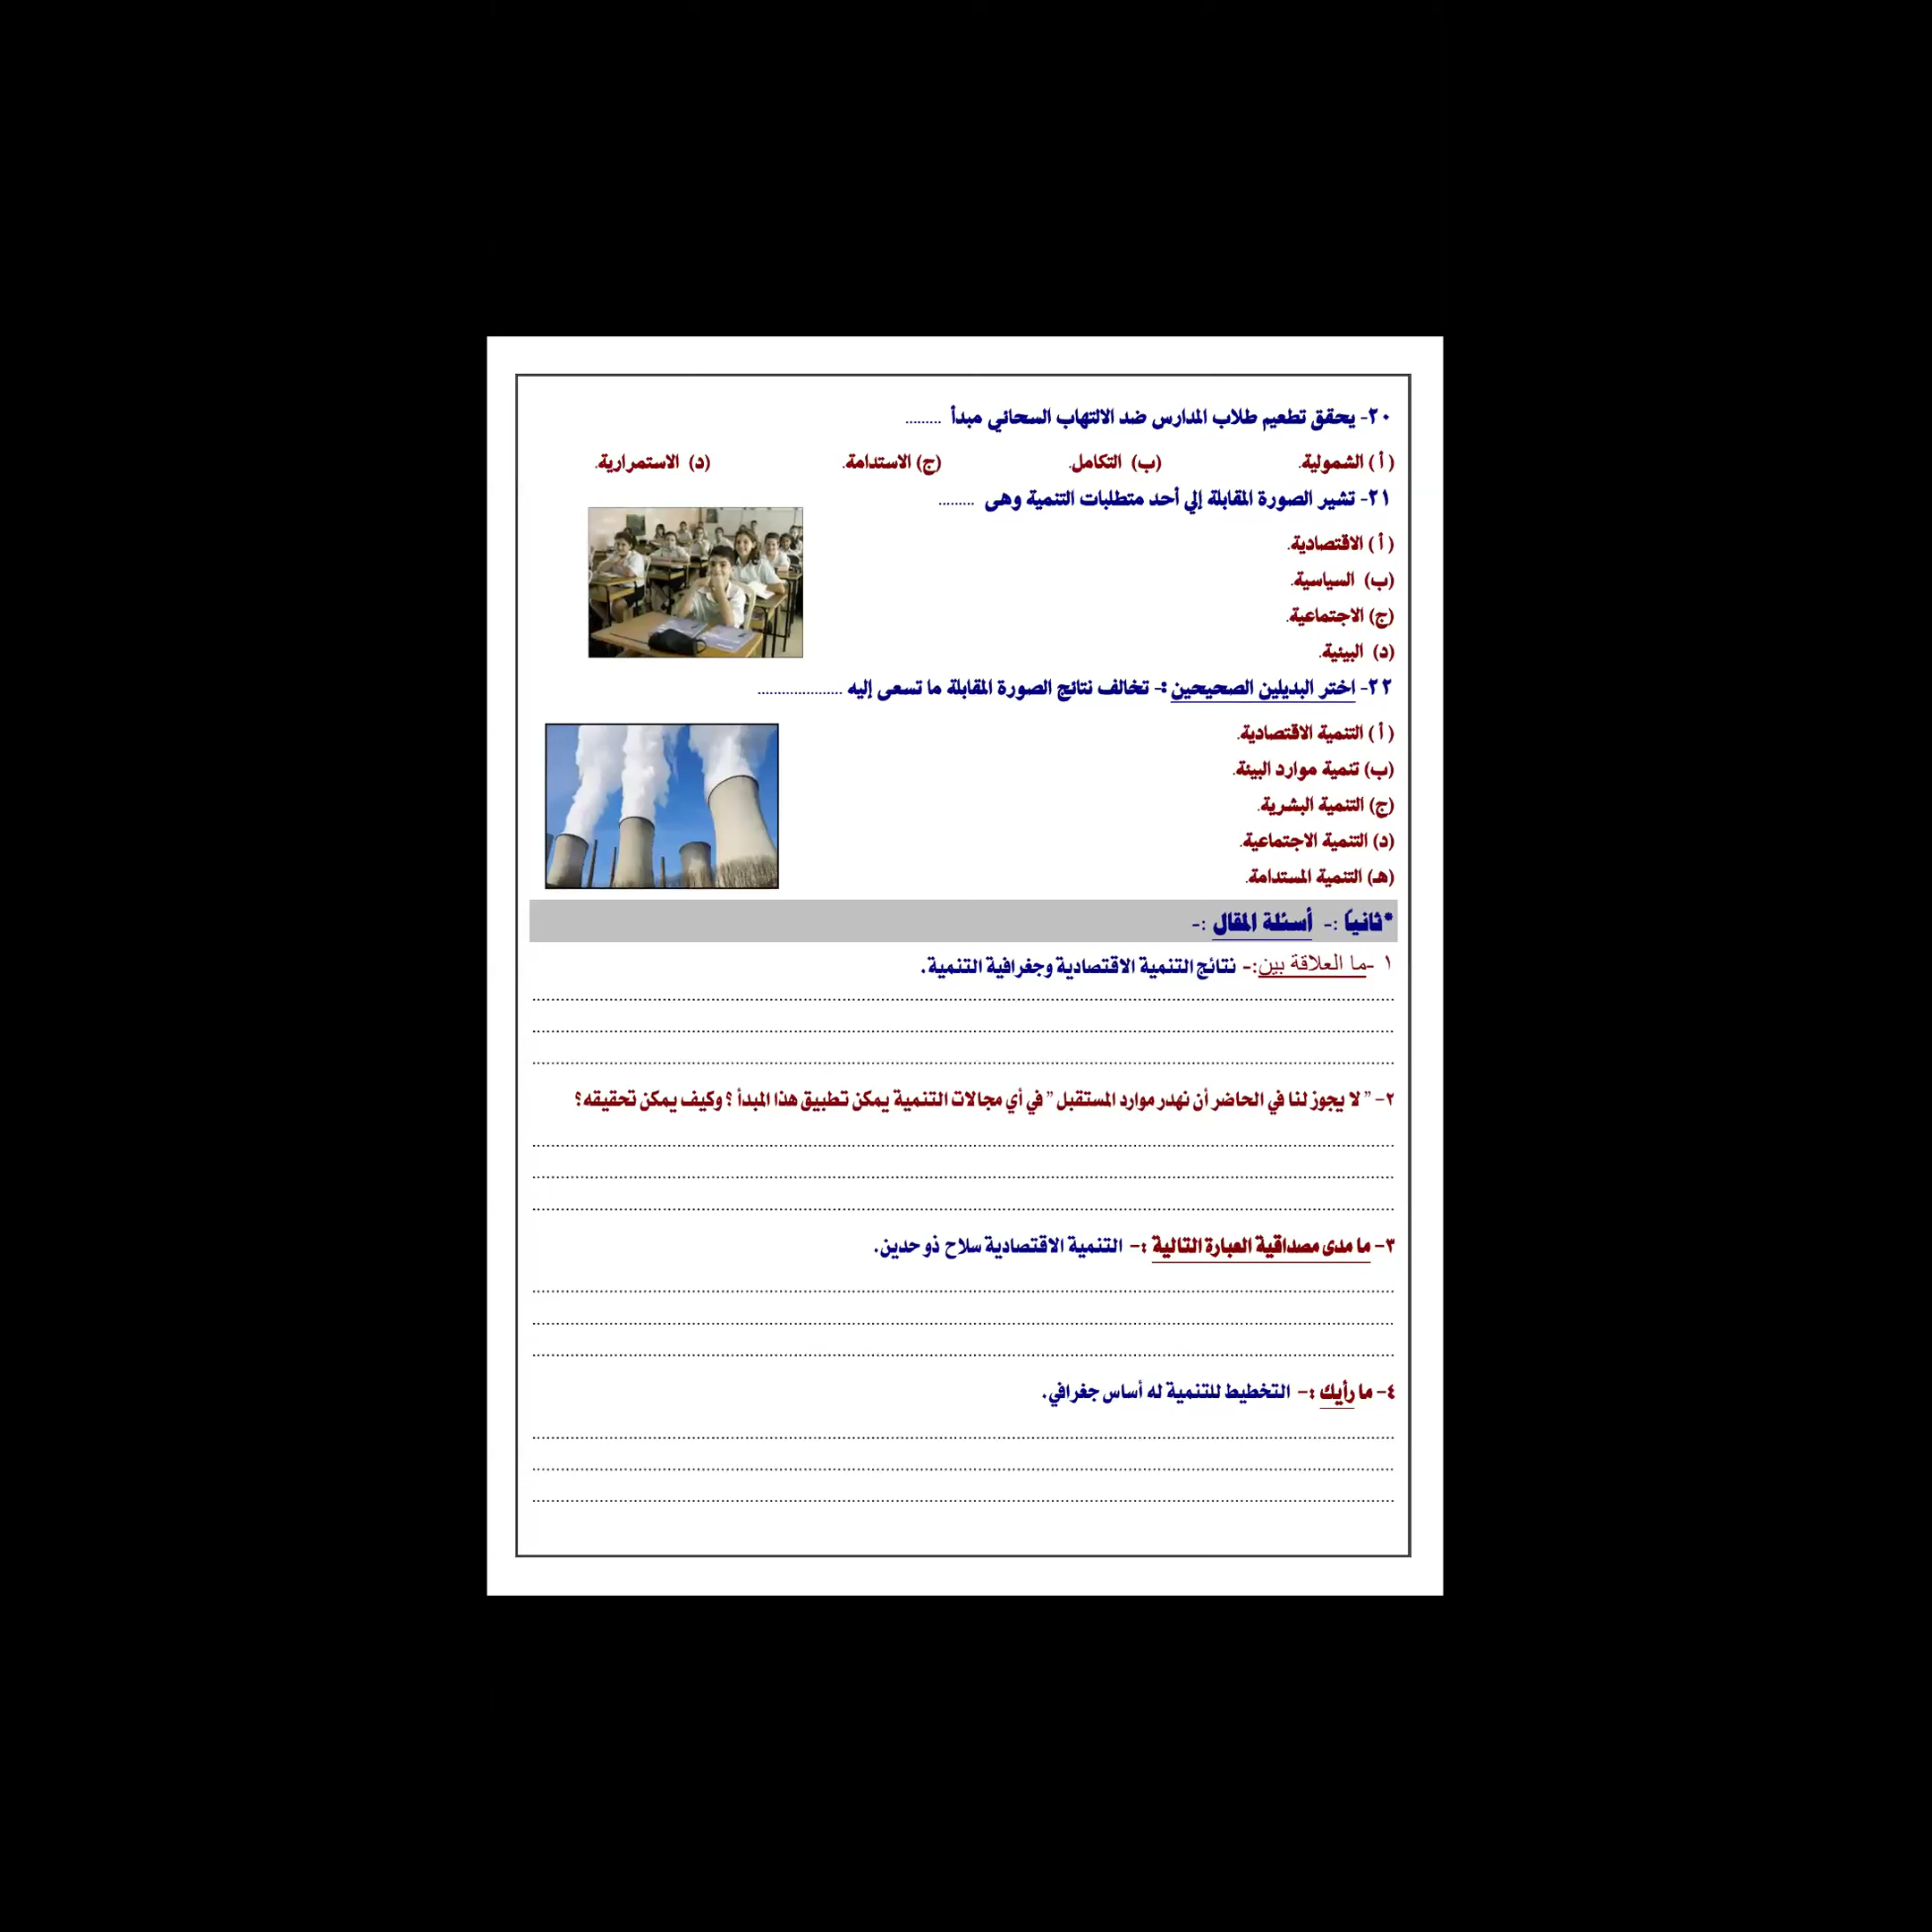 ٢٠- يحقق تطعيم طلاب المدارس ضد الالتهاب السحائي مبدأ .........
( أ ) الشمولية. (ب) التكامل. (ج) الاستدامة. (د) الاستمرارية.
٢١- تشير الصورة المقابلة إلي أحد متطلبات التنمية وهى .........
( أ ) الاقتصادية.
(ب) السياسية.
(ج) الاجتماعية.
(د) البيئية.
٢٢- اختر البديلين الصحيحين :- تخالف نتائج الصورة المقابلة ما تسعى إليه .....................
( أ ) التنمية الاقتصادية.
(ب) تنمية موارد البيئة.
(ج) التنمية البشرية.
(د) التنمية الاجتماعية.
(هـ) التنمية المستدامة.
*ثانياً :- أسئلة المقال :-
١ -ما العلاقة بين:- نتائج التنمية الاقتصادية وجغرافية التنمية.
٢- " لا يجوز لنا في الحاضر أن نهدر موارد المستقبل " في أي مجالات التنمية يمكن تطبيق هذا المبدأ ؟ وكيف يمكن تحقيقه ؟
٣- ما مدى مصداقية العبارة التالية :- التنمية الاقتصادية سلاح ذو حدين.
٤- ما رأيك :- التخطيط للتنمية له أساس جغرافي.